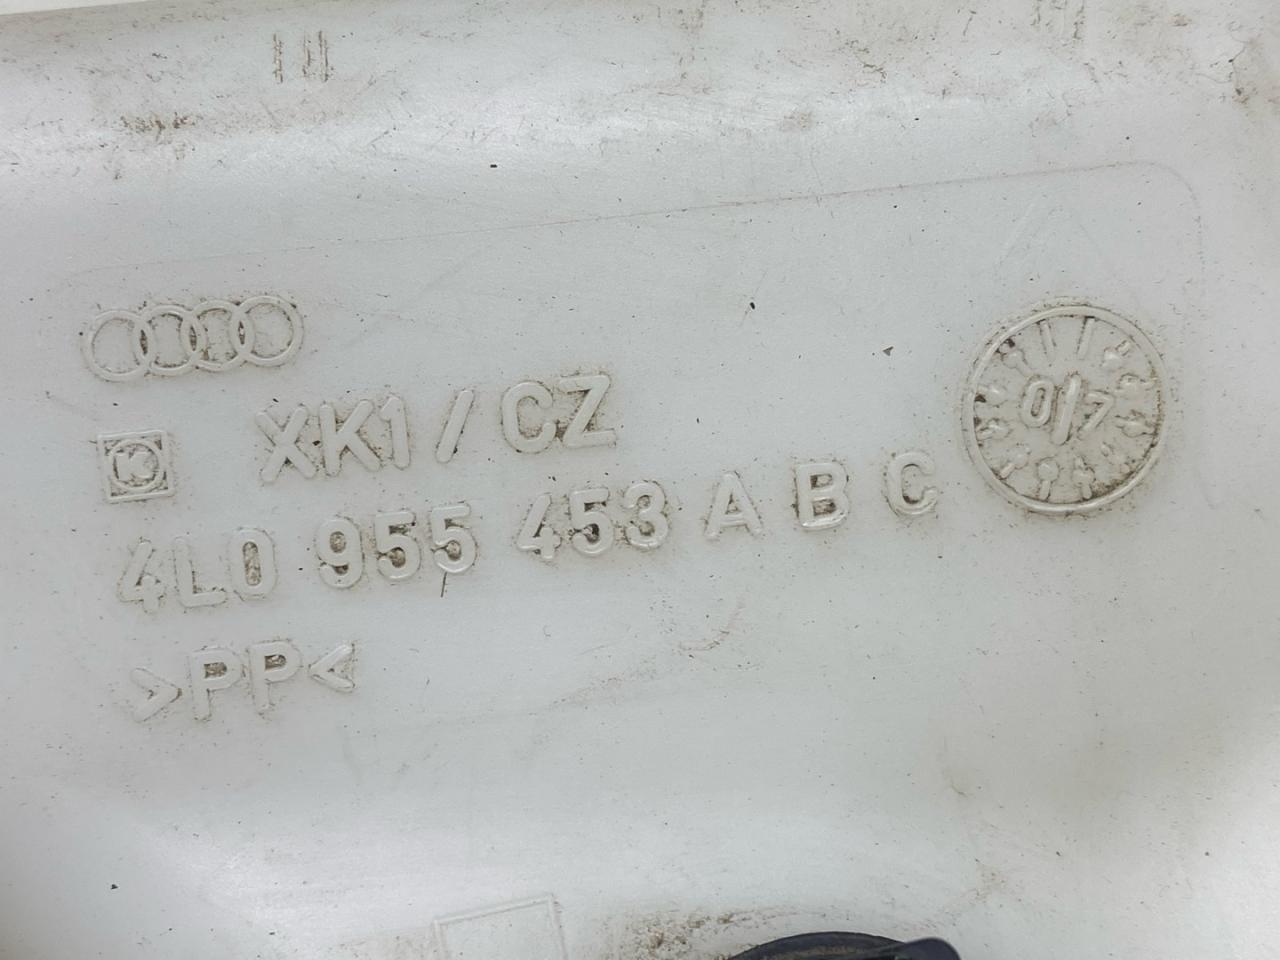 XK1/CZ
K
4L0 955 453 A B C
>PP<
0/7